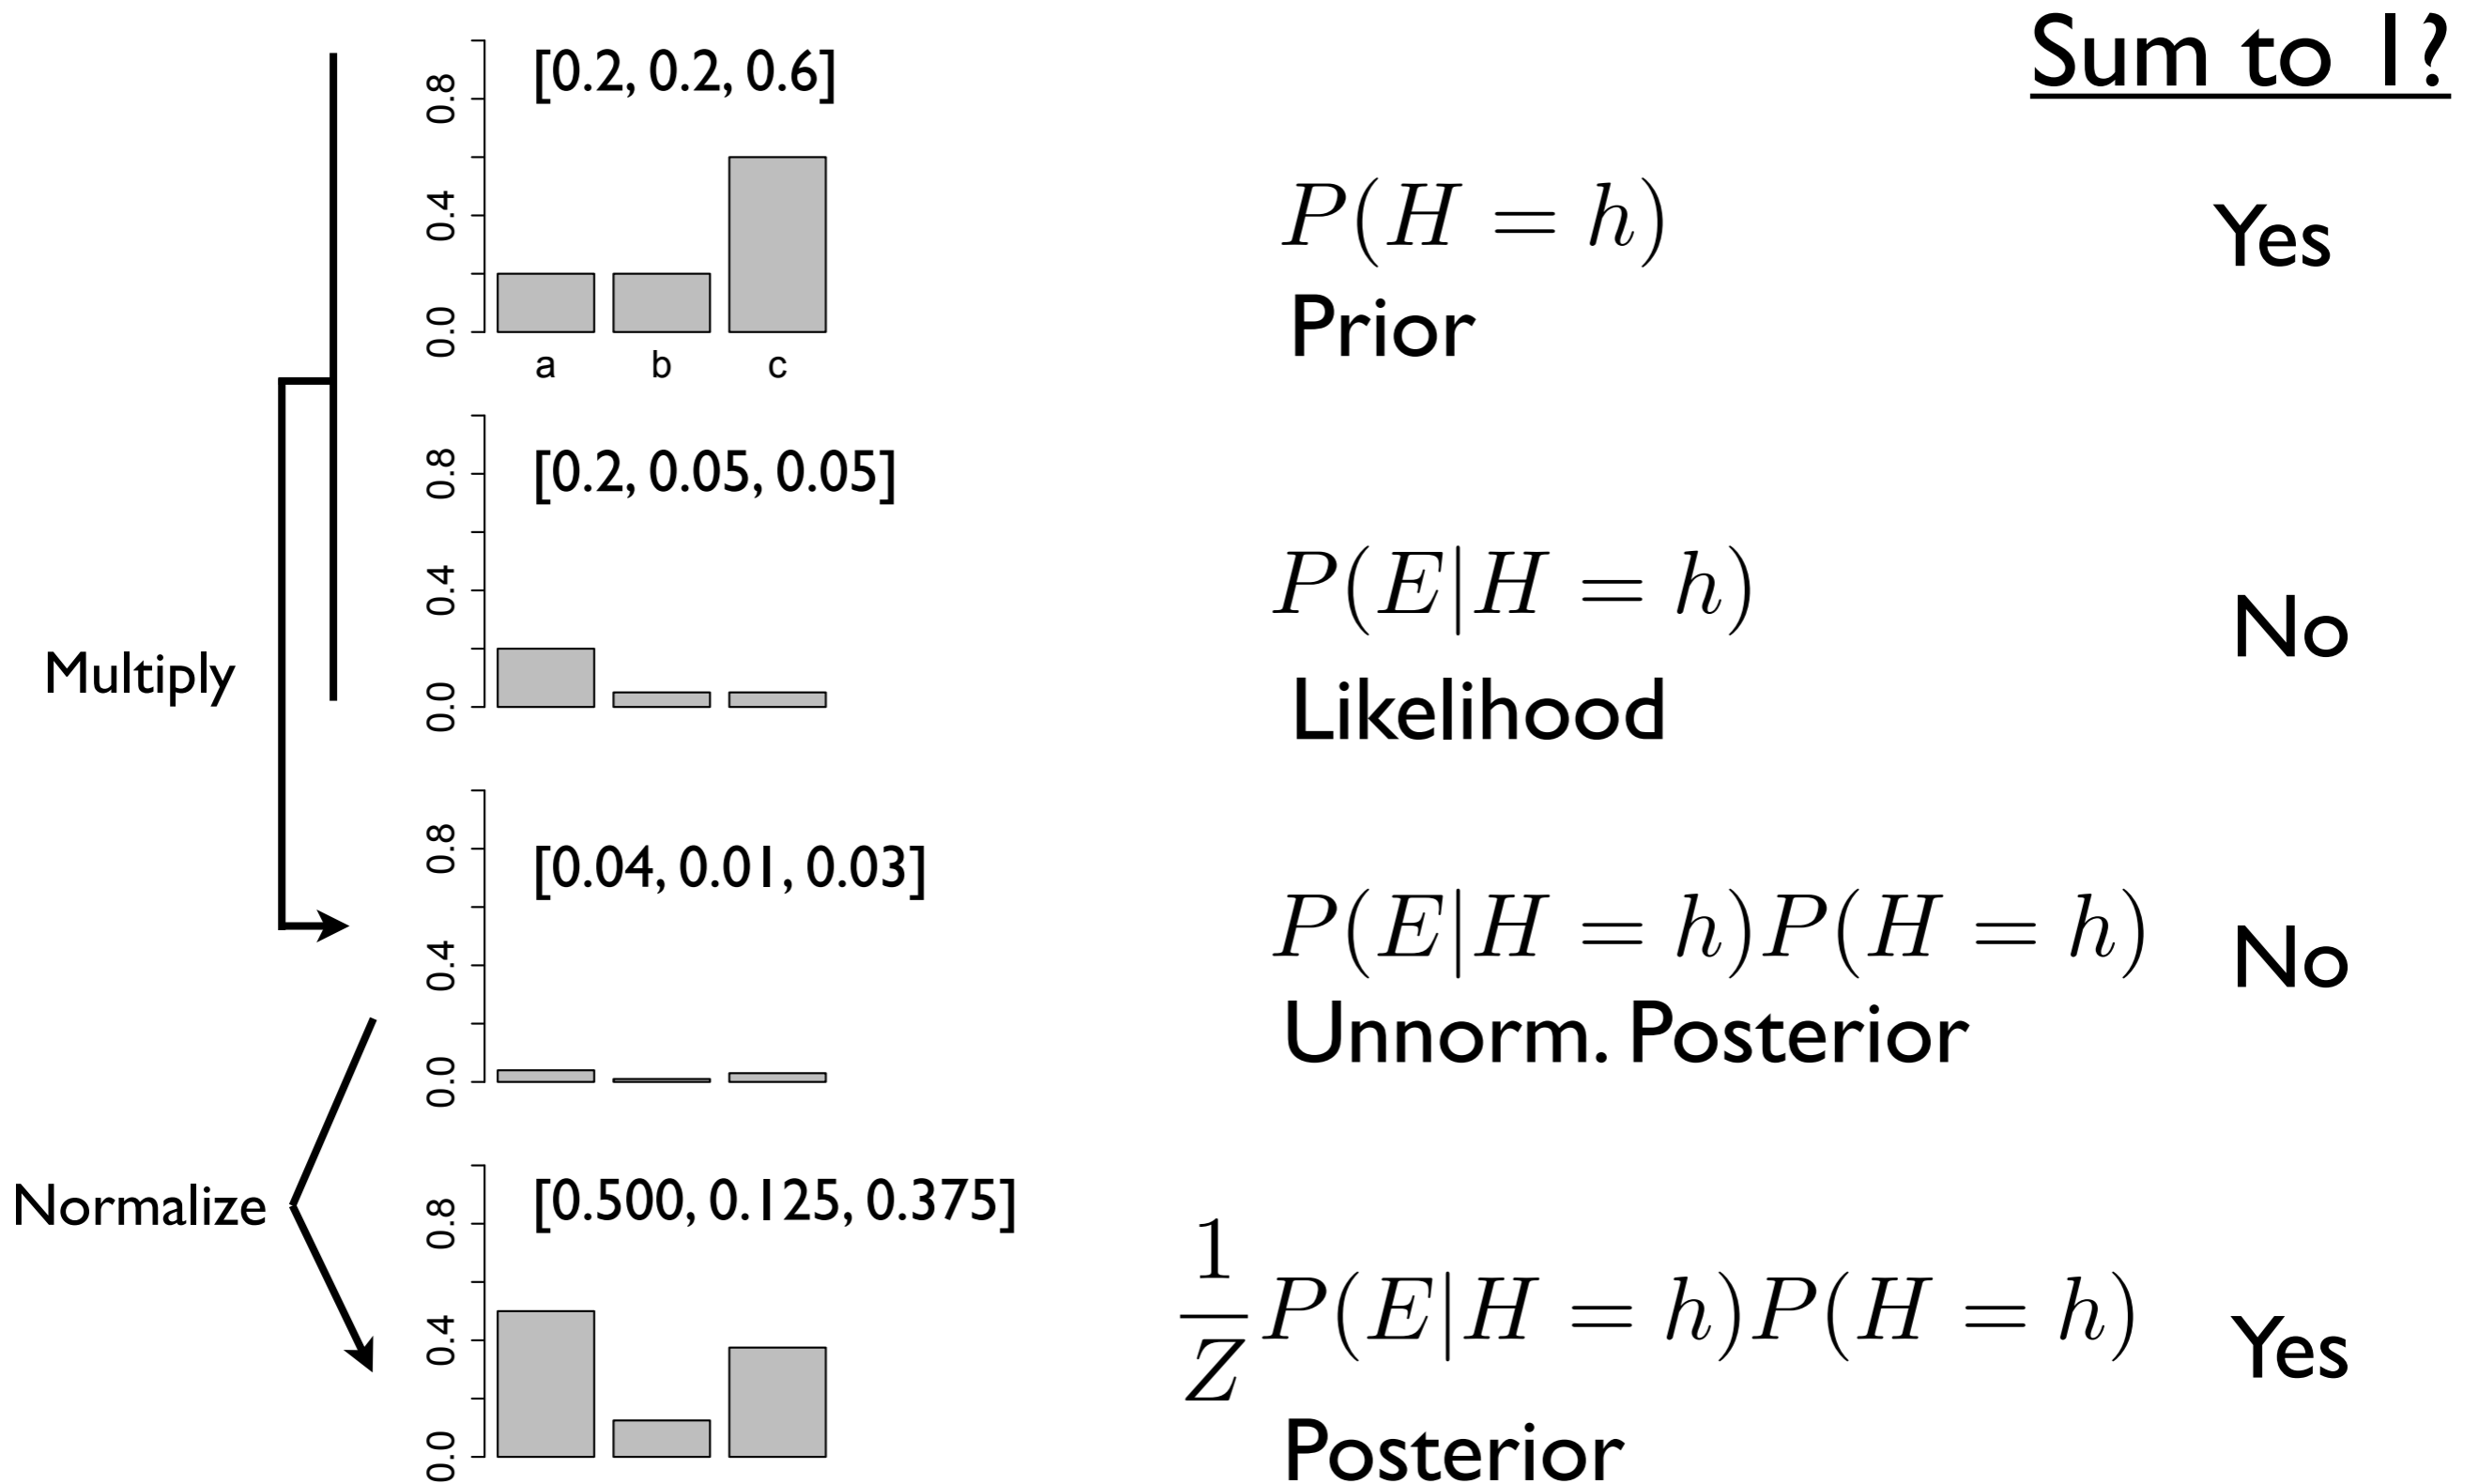 Sum to 1?
[0.2, 0.2, 0.6]
0.8
0.4
0.0
a b c
P(H = h)
Prior
Yes
[0.2, 0.05, 0.05]
0.8
0.4
0.0
P(E|H = h)
Likelihood
No
Multiply
[0.04, 0.01, 0.03]
0.8
0.4
0.0
P(E|H = h)P(H = h)
Unnorm. Posterior
No
Normalize
[0.500, 0.125, 0.375]
0.8
0.4
0.0
1/Z P(E|H = h)P(H = h)
Posterior
Yes